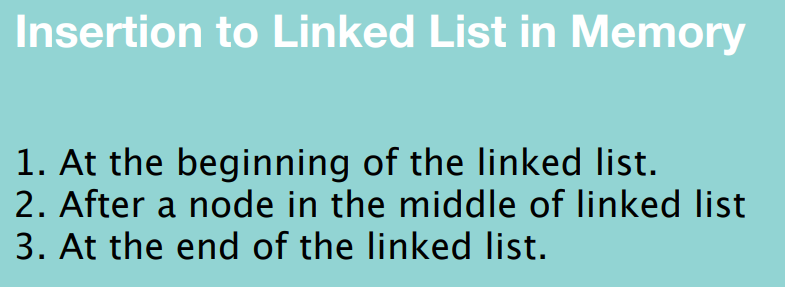 Insertion to Linked List in Memory
1. At the beginning of the linked list.
2. After a node in the middle of linked list
3. At the end of the linked list.